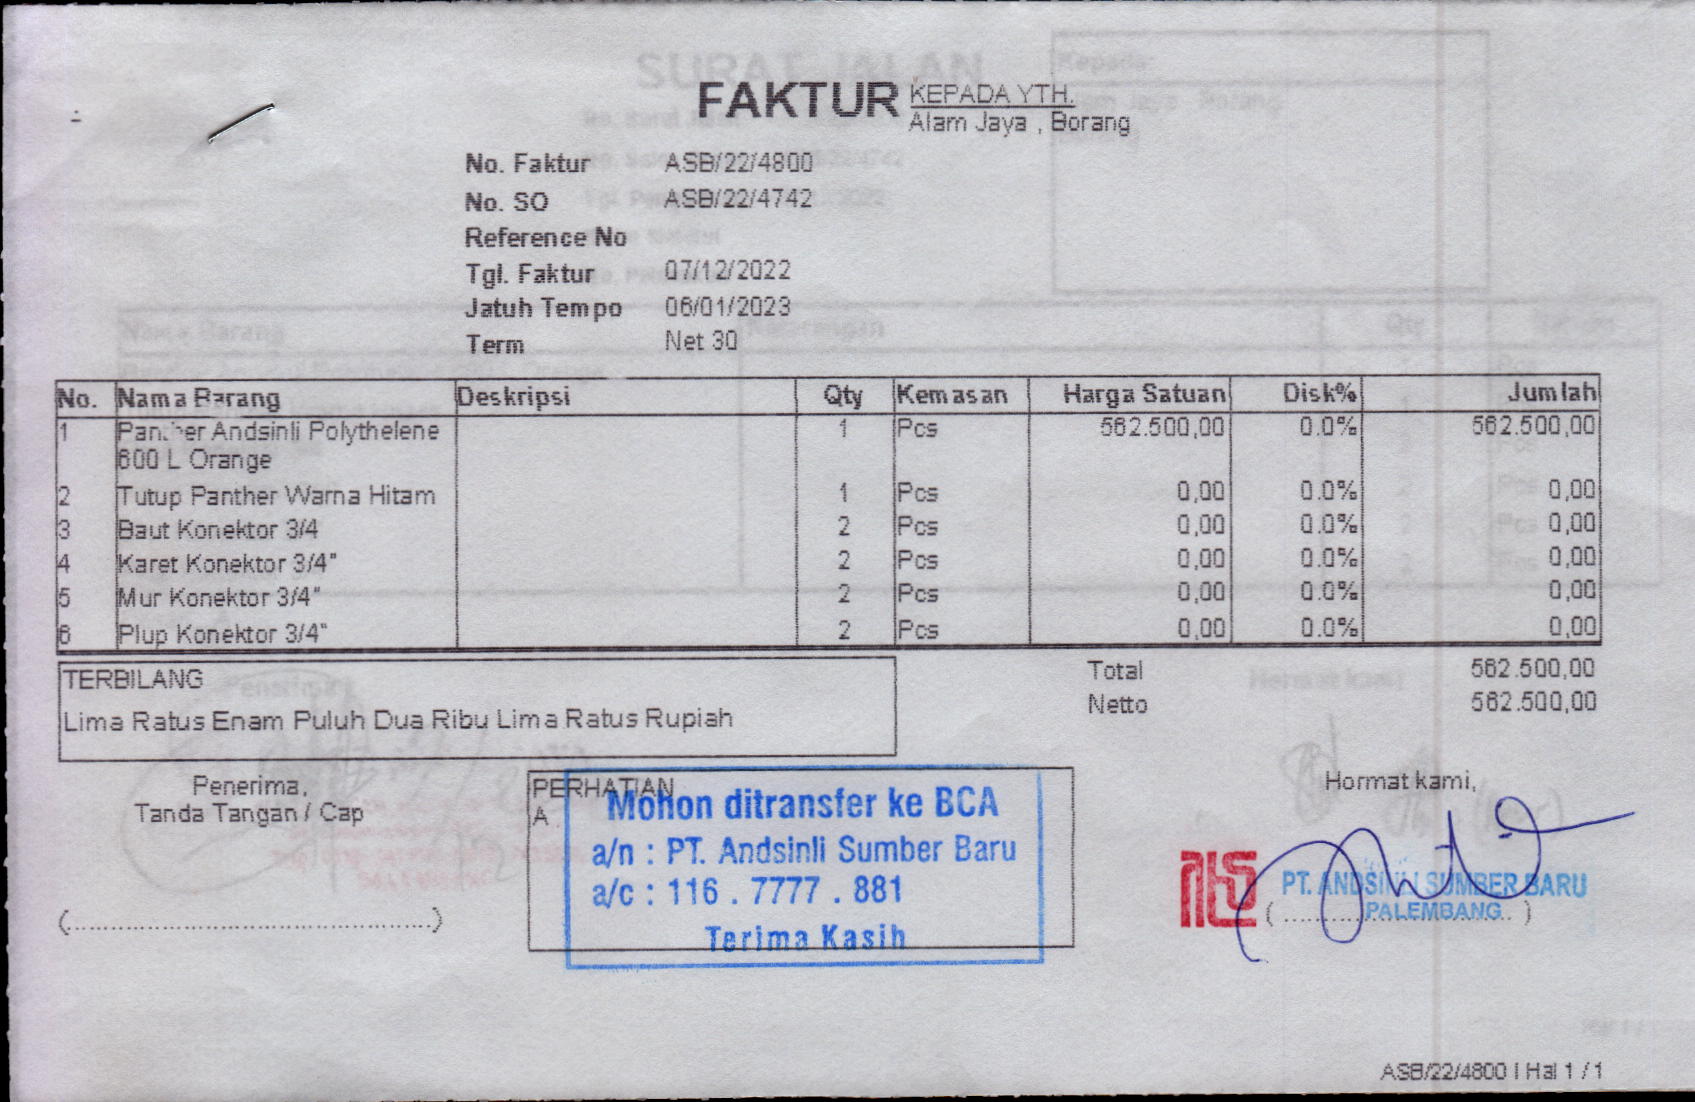 FAKTUR
KEPADA YTH.
Alam Jaya , Borang
No. Faktur ASB/22/4800
No. SO ASB/22/4742
Reference No
Tgl. Faktur 07/12/2022
Jatuh Tempo 06/01/2023
Term Net 30
No. Nama Barang Deskripsi Qty Kemasan Harga Satuan Disk% Jumlah
1 Panther Andsinli Polythelene 1 Pcs 562.500,00 0.0% 562.500,00
600 L Orange
2 Tutup Panther Warna Hitam 1 Pcs 0,00 0.0% 0,00
3 Baut Konektor 3/4 2 Pcs 0,00 0.0% 0,00
4 Karet Konektor 3/4" 2 Pcs 0,00 0.0% 0,00
5 Mur Konektor 3/4" 2 Pcs 0,00 0.0% 0,00
6 Plup Konektor 3/4" 2 Pcs 0,00 0.0% 0,00
TERBILANG
Lima Ratus Enam Puluh Dua Ribu Lima Ratus Rupiah
Total 562.500,00
Netto 562.500,00
Penerima,
Tanda Tangan / Cap
(................................................)
PERHATIAN
A
Mohon ditransfer ke BCA
a/n : PT. Andsinli Sumber Baru
a/c : 116 . 7777 . 881
Terima Kasih
Hormat kami,
PT. ANDSINLI SUMBER BARU
PALEMBANG
ASB/22/4800 | Hal 1 / 1